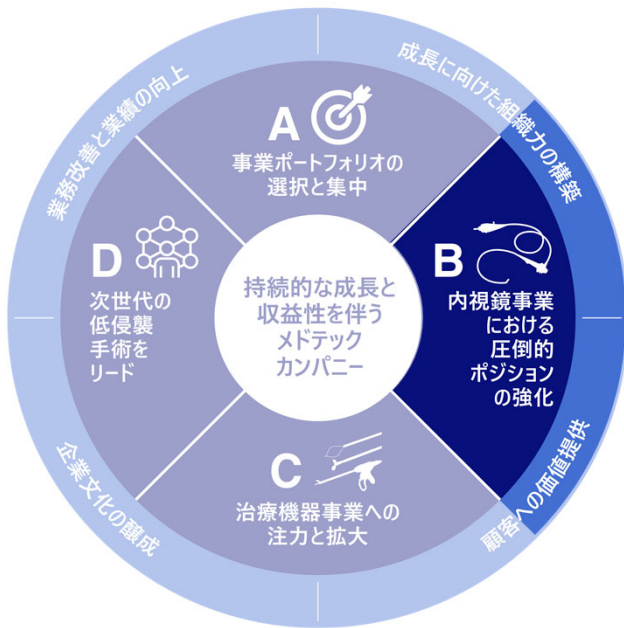 業務改善と業績の向上
成長に向けた組織力の構築
A
事業ポートフォリオの
選択と集中
B
内視鏡事業
における
圧倒的
ポジション
の強化
D
次世代の
低侵襲
手術を
リード
持続的な成長と
収益性を伴う
メドテック
カンパニー
C
治療機器事業への
注力と拡大
企業文化の醸成
顧客への価値提供